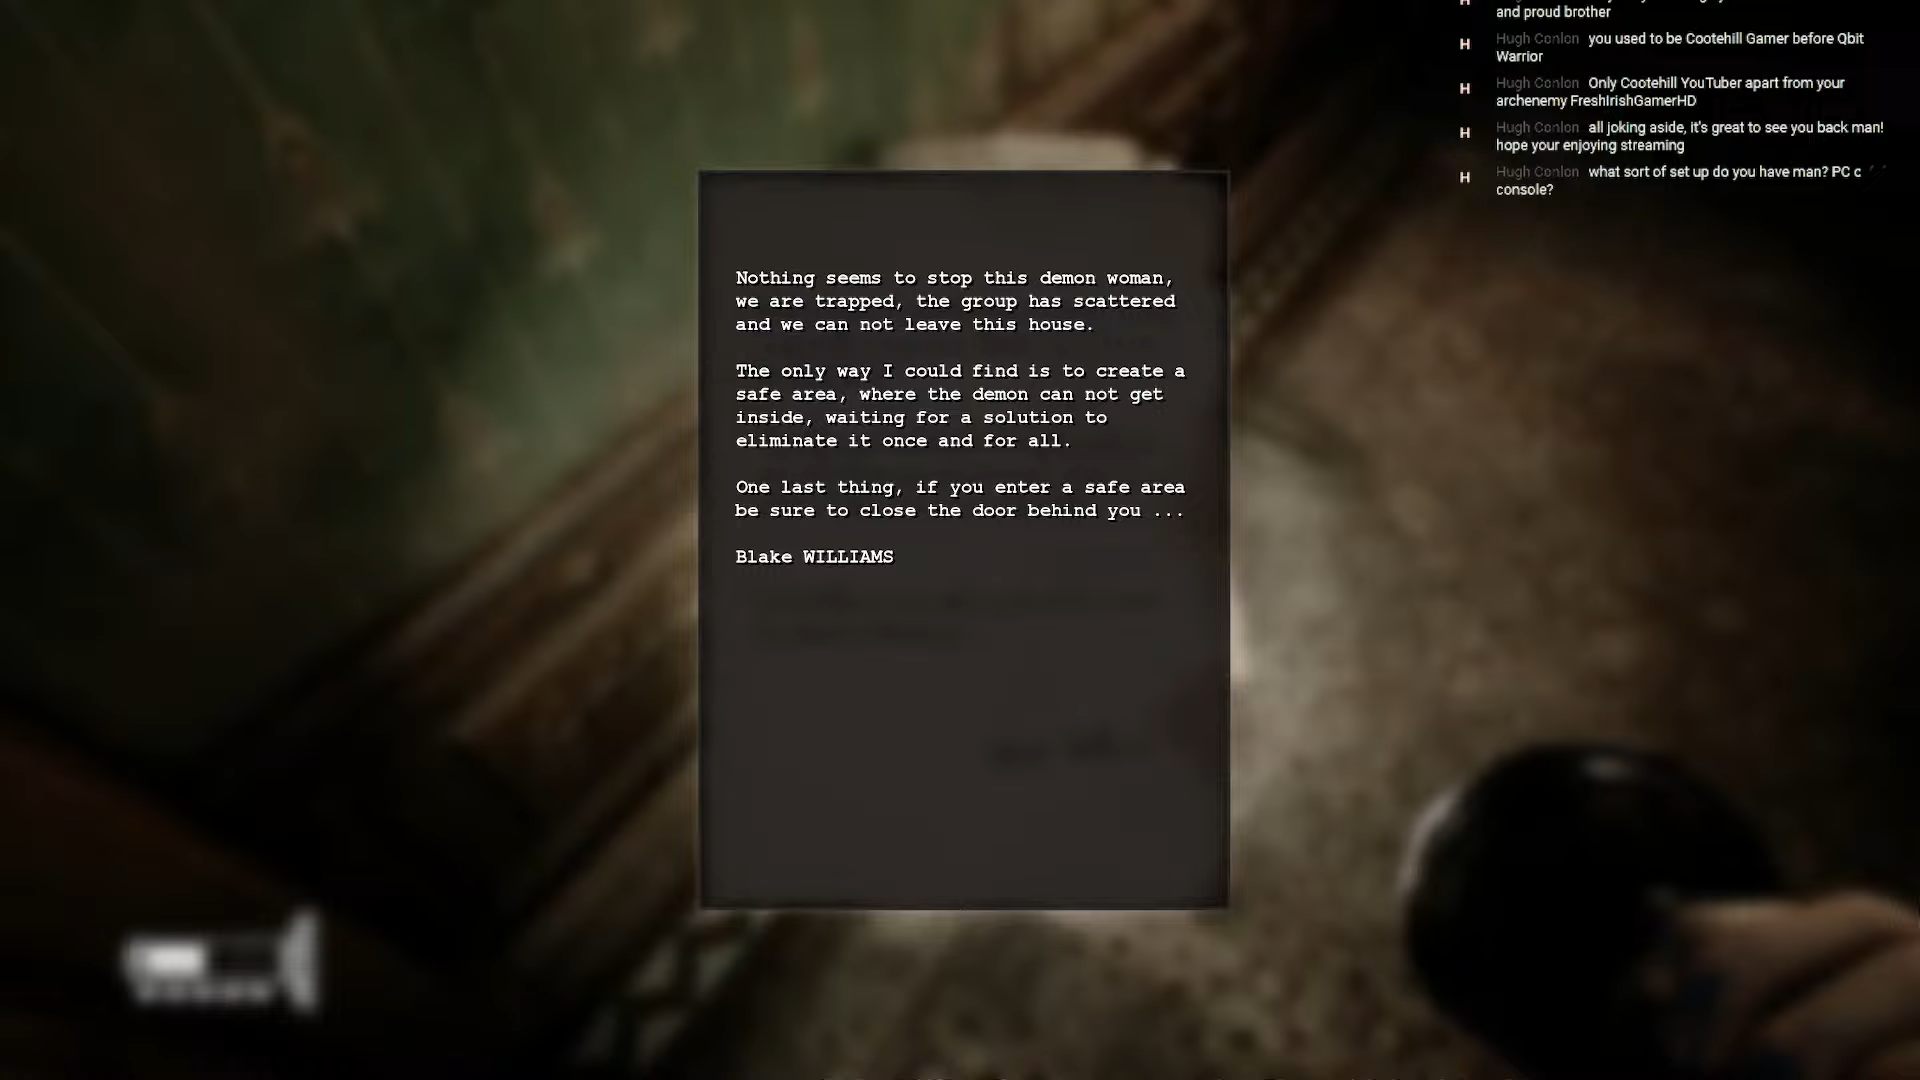 Nothing seems to stop this demon woman,
we are trapped, the group has scattered
and we can not leave this house.
The only way I could find is to create a
safe area, where the demon can not get
inside, waiting for a solution to
eliminate it once and for all.
One last thing, if you enter a safe area
be sure to close the door behind you ...
Blake WILLIAMS
and proud brother
H Hugh Conlon you used to be Cootehill Gamer before Qbit
Warrior
H Hugh Conlon Only Cootehill YouTuber apart from your
archenemy FreshIrishGamerHD
H Hugh Conlon all joking aside, it's great to see you back man!
hope your enjoying streaming
H Hugh Conlon what sort of set up do you have man? PC
console?